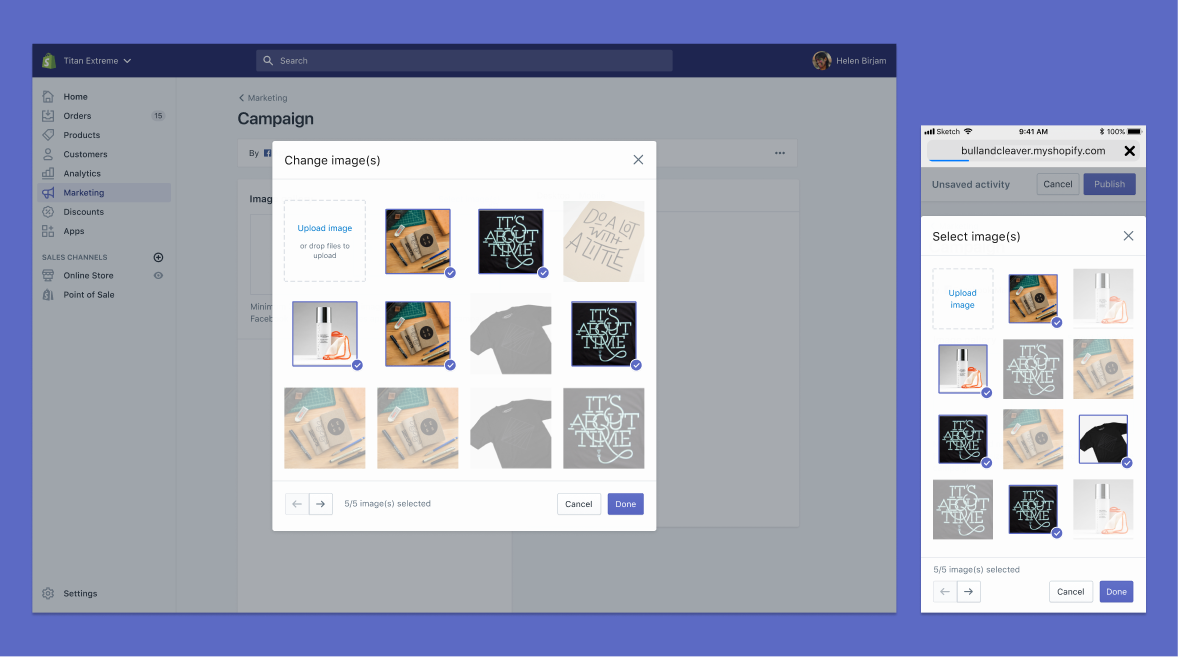 Titan Extreme
Search
Helen Birjam
Home
Orders
15
Products
Customers
Analytics
Marketing
Discounts
Apps
SALES CHANNELS
Online Store
Point of Sale
Settings
Marketing
Campaign
By
Imag
Minim
Faceb
Change image(s)
Upload image
or drop files to
upload
IT'S
ABOUT
TIME
DO A LOT
WITH
A LITTLE
IT'S
ABOUT
TIME
IT'S
ABOUT
TIME
5/5 image(s) selected
Cancel
Done
Sketch
9:41 AM
100%
bullandcleaver.myshopify.com
Unsaved activity
Cancel
Publish
Select image(s)
Upload
image
IT'S
ABOUT
TIME
IT'S
ABOUT
TIME
IT'S
ABOUT
TIME
IT'S
ABOUT
TIME
5/5 image(s) selected
Cancel
Done